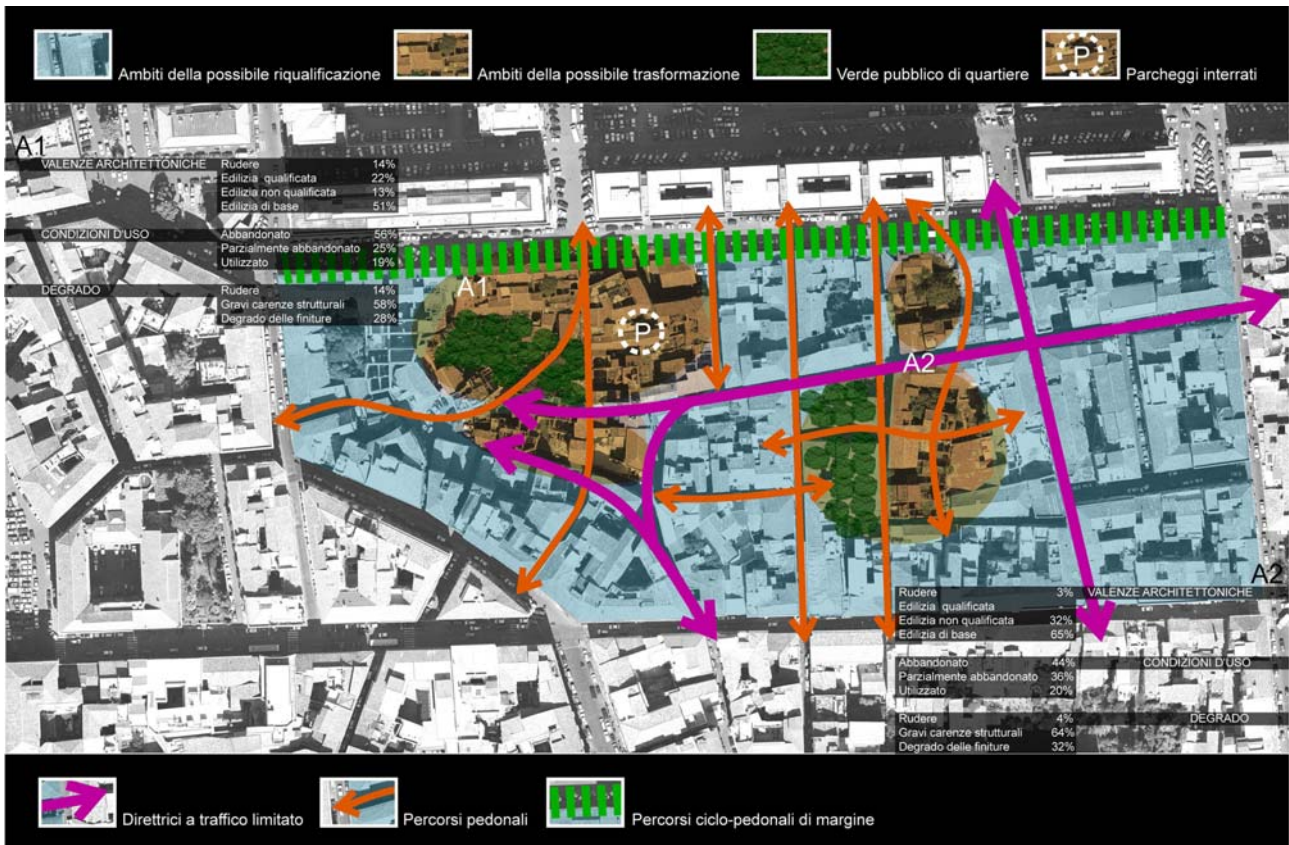 Ambiti della possibile riqualificazione
Ambiti della possibile trasformazione
Verde pubblico di quartiere
P
Parcheggi interrati
A1
VALENZE ARCHITETTONICHE Rudere 14%
Edilizia qualificata 22%
Edilizia non qualificata 13%
Edilizia di base 51%
CONDIZIONI D'USO Abbandonato 56%
Parzialmente abbandonato 25%
Utilizzato 19%
DEGRADO Rudere 14%
Gravi carenze strutturali 58%
Degrado delle finiture 28%
A1
P
A2
A2
Rudere 3% VALENZE ARCHITETTONICHE
Edilizia qualificata -
Edilizia non qualificata 32%
Edilizia di base 65%
Abbandonato 44% CONDIZIONI D'USO
Parzialmente abbandonato 36%
Utilizzato 20%
Rudere 4% DEGRADO
Gravi carenze strutturali 64%
Degrado delle finiture 32%
Direttrici a traffico limitato
Percorsi pedonali
Percorsi ciclo-pedonali di margine